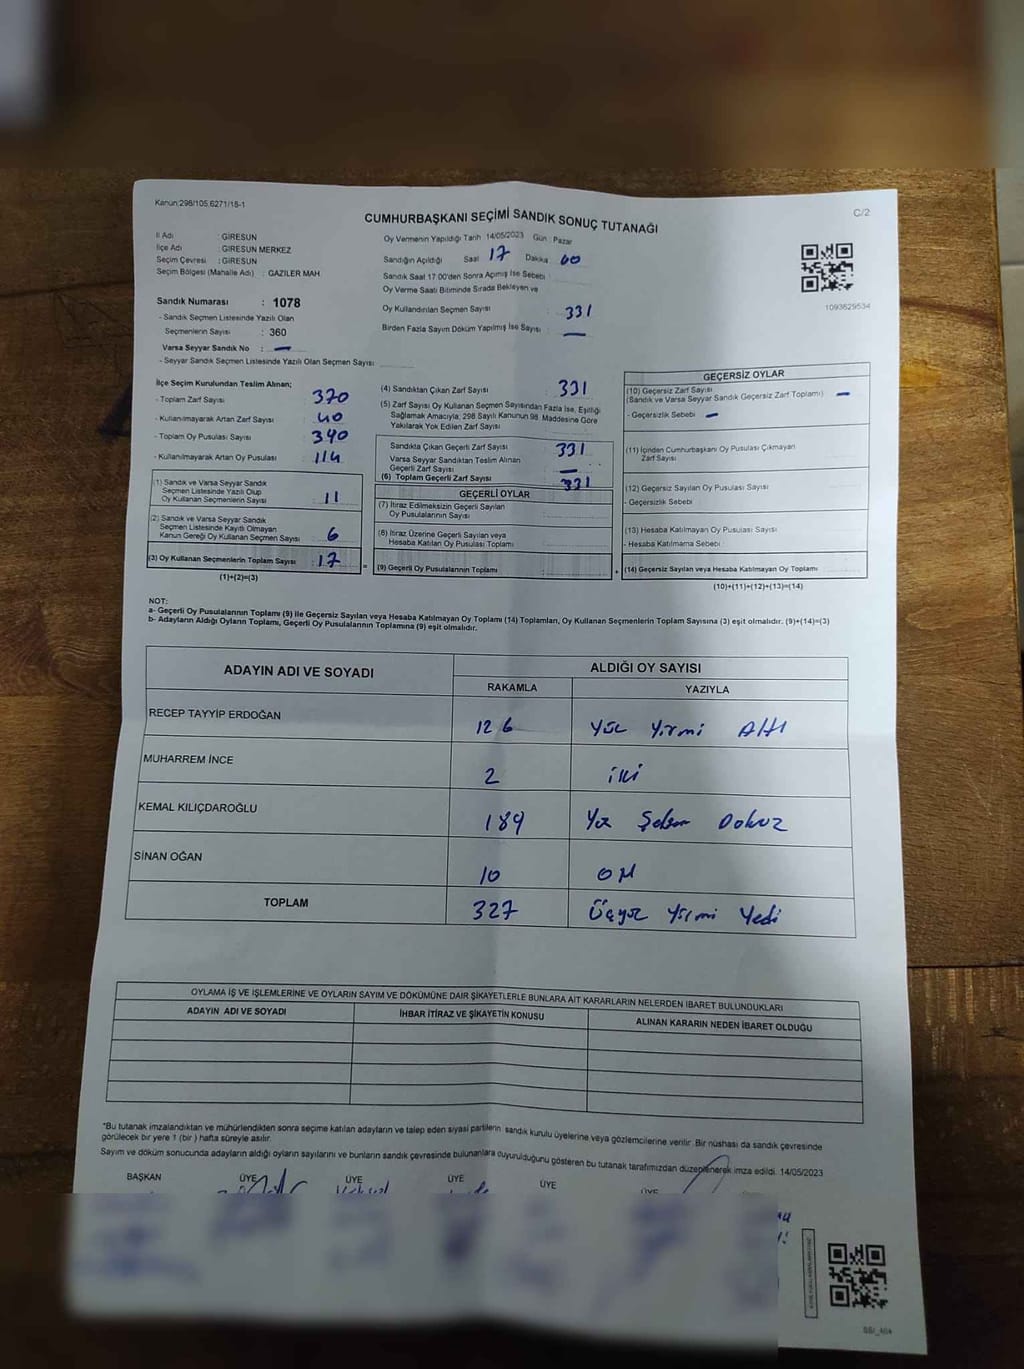 Kanun:298/105,6271/18-1
CUMHURBAŞKANI SEÇİMİ SANDIK SONUÇ TUTANAĞI
C/2
İl Adı : GİRESUN
İlçe Adı : GİRESUN MERKEZ
Seçim Çevresi : GİRESUN
Seçim Bölgesi (Mahalle Adı) : GAZİLER MAH
Oy Vermenin Yapıldığı Tarih 14/05/2023 Gün : Pazar
Sandığın Açıldığı Saat 17 Dakika 00
Sandık Saat 17:00'den Sonra Açılmış İse Sebebi :
Oy Verme Saati Bitiminde Sırada Bekleyen ve
Oy Kullandırılan Seçmen Sayısı : 331
Birden Fazla Sayım Döküm Yapılmış İse Sayısı : —
1093629534
Sandık Numarası : 1078
- Sandık Seçmen Listesinde Yazılı Olan
Seçmenlerin Sayısı : 360
Varsa Seyyar Sandık No : —
- Seyyar Sandık Seçmen Listesinde Yazılı Olan Seçmen Sayısı :
İlçe Seçim Kurulundan Teslim Alınan;
- Toplam Zarf Sayısı : 370
- Kullanılmayarak Artan Zarf Sayısı : 40
- Toplam Oy Pusulası Sayısı : 340
- Kullanılmayarak Artan Oy Pusulası : 114
(1) Sandık ve Varsa Seyyar Sandık
Seçmen Listesinde Yazılı Olup
Oy Kullanan Seçmenlerin Sayısı : 11
(2) Sandık ve Varsa Seyyar Sandık
Seçmen Listesinde Kayıtlı Olmayan
Kanun Gereği Oy Kullanan Seçmen Sayısı : 6
(3) Oy Kullanan Seçmenlerin Toplam Sayısı : 17
(1)+(2)=(3)
(4) Sandıktan Çıkan Zarf Sayısı : 331
(5) Zarf Sayısı Oy Kullanan Seçmen Sayısından Fazla İse, Eşitliği
Sağlamak Amacıyla; 298 Sayılı Kanunun 98. Maddesine Göre
Yakılarak Yok Edilen Zarf Sayısı :
Sandıkta Çıkan Geçerli Zarf Sayısı : 331
Varsa Seyyar Sandıktan Teslim Alınan
Geçerli Zarf Sayısı : —
(6) Toplam Geçerli Zarf Sayısı : 331
GEÇERLİ OYLAR
(7) İtiraz Edilmeksizin Geçerli Sayılan
Oy Pusulalarının Sayısı :
(8) İtiraz Üzerine Geçerli Sayılan veya
Hesaba Katılan Oy Pusulası Toplamı :
= (9) Geçerli Oy Pusulalarının Toplamı :
GEÇERSİZ OYLAR
(10) Geçersiz Zarf Sayısı
(Sandık ve Varsa Seyyar Sandık Geçersiz Zarf Toplamı) : —
- Geçersizlik Sebebi : —
(11) İçinden Cumhurbaşkanı Oy Pusulası Çıkmayan
Zarf Sayısı :
(12) Geçersiz Sayılan Oy Pusulası Sayısı :
- Geçersizlik Sebebi :
(13) Hesaba Katılmayan Oy Pusulası Sayısı :
- Hesaba Katılmama Sebebi :
+ (14) Geçersiz Sayılan veya Hesaba Katılmayan Oy Toplamı :
(10)+(11)+(12)+(13)=(14)
NOT:
a- Geçerli Oy Pusulalarının Toplamı (9) ile Geçersiz Sayılan veya Hesaba Katılmayan Oy Toplamı (14) Toplamları, Oy Kullanan Seçmenlerin Toplam Sayısına (3) eşit olmalıdır. (9)+(14)=(3)
b- Adayların Aldığı Oyların Toplamı, Geçerli Oy Pusulalarının Toplamına (9) eşit olmalıdır.
ADAYIN ADI VE SOYADI ALDIĞI OY SAYISI
RAKAMLA YAZIYLA
RECEP TAYYİP ERDOĞAN 126 Yüz Yirmi Altı
MUHARREM İNCE 2 iki
KEMAL KILIÇDAROĞLU 189 Yüz Seksen Dokuz
SİNAN OĞAN 10 ON
TOPLAM 327 Üçyüz Yirmi Yedi
OYLAMA İŞ VE İŞLEMLERİNE VE OYLARIN SAYIM VE DÖKÜMÜNE DAİR ŞİKAYETLERLE BUNLARA AİT KARARLARIN NELERDEN İBARET BULUNDUKLARI
ADAYIN ADI VE SOYADI İHBAR İTİRAZ VE ŞİKAYETİN KONUSU ALINAN KARARIN NEDEN İBARET OLDUĞU
*Bu tutanak imzalandıktan ve mühürlendikten sonra seçime katılan adayların ve talep eden siyasi partilerin sandık kurulu üyelerine veya gözlemcilerine verilir. Bir nüshası da sandık çevresinde
görülecek bir yere 1 (bir ) hafta süreyle asılır.
Sayım ve döküm sonucunda adayların aldığı oyların sayılarını ve bunların sandık çevresinde bulunanlara duyurulduğunu gösteren bu tutanak tarafımızdan düzenlenerek imza edildi. 14/05/2023
BAŞKAN ÜYE ÜYE ÜYE ÜYE ÜYE